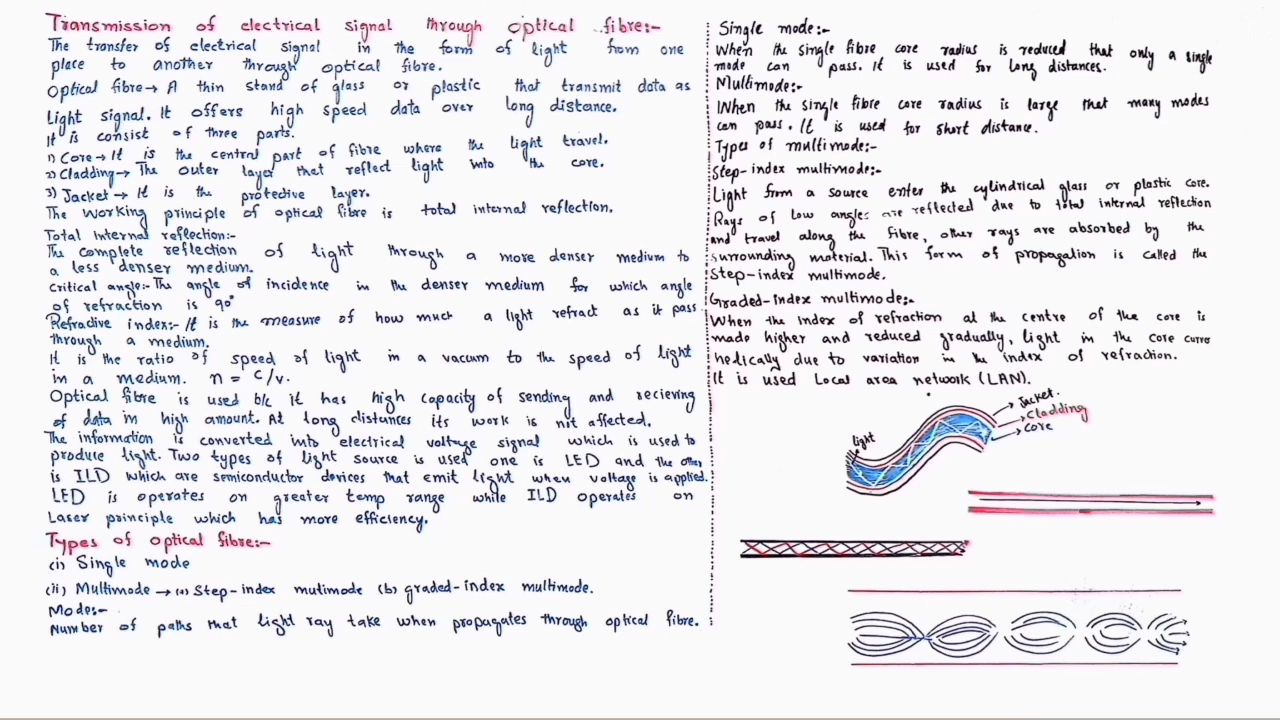 Transmission of electrical signal through optical fibre:-
The transfer of electrical signal in the form of light from one
place to another through optical fibre.
Optical fibre→ A thin stand of glass or plastic that transmit data as
Light signal. It offers high speed data over long distance.
It is consist of three parts.
1) Core→ It is the central part of fibre where the light travel.
2) Cladding→ The outer layer that reflect light into the core.
3) Jacket→ It is the protective layer.
The working principle of optical fibre is total internal reflection.
Total internal reflection:-
The complete reflection of light through a more denser medium to
a less denser medium.
Critical angle:- The angle of incidence in the denser medium for which angle
of refraction is 90°
Refractive index:- It is the measure of how much a light refract as it pass
through a medium.
It is the ratio of speed of light in a vacuum to the speed of light
in a medium. n = c/v.
Optical fibre is used b/c it has high capacity of sending and recieving
of data in high amount. At long distances its work is not affected.
The information is converted into electrical voltage signal which is used to
produce light. Two types of light source is used one is LED and the other
is ILD which are semiconductor devices that emit light when voltage is applied.
LED is operates on greater temp range while ILD operates on
Laser principle which has more efficiency.
Types of optical fibre:-
(i) Single mode
(ii) Multimode → (a) Step-index mutimode (b) graded-index multimode.
Mode:-
Number of paths that light ray take when propagates through optical fibre.
Single mode:-
When the single fibre core radius is reduced that only a single
mode can pass. It is used for long distances.
Multimode:-
When the single fibre core radius is large that many modes
can pass. It is used for short distance.
Types of multimode:-
Step-index multimode:-
Light from a source enter the cylindrical glass or plastic core.
Rays of low angles are reflected due to total internal reflection
and travel along the fibre, other rays are absorbed by the
surrounding material. This form of propagation is called the
Step-index multimode.
Graded-index multimode:-
When the index of refraction at the centre of the core is
made higher and reduced gradually, light in the core curve
helically due to variation in the index of refraction.
It is used Local area network (LAN).
Jacket.
Cladding
Core
light